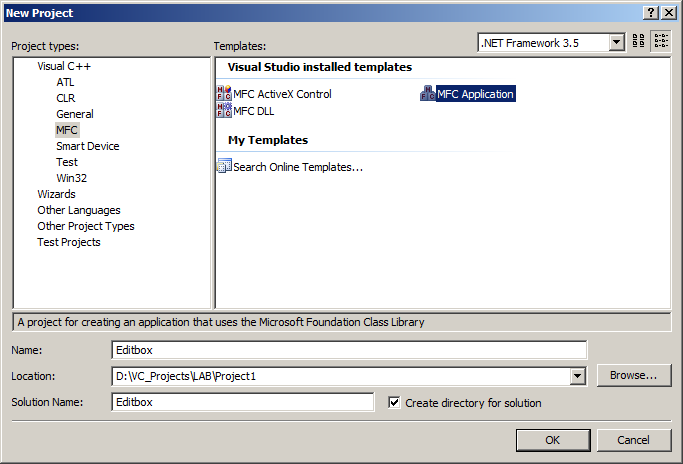 New Project
Project types:
Templates:
.NET Framework 3.5
Visual C++
ATL
CLR
General
MFC
Smart Device
Test
Win32
Wizards
Other Languages
Other Project Types
Test Projects
Visual Studio installed templates
MFC ActiveX Control
MFC Application
MFC DLL
My Templates
Search Online Templates...
A project for creating an application that uses the Microsoft Foundation Class Library
Name:
Editbox
Location:
D:\VC_Projects\LAB\Project1
Browse...
Solution Name:
Editbox
Create directory for solution
OK
Cancel